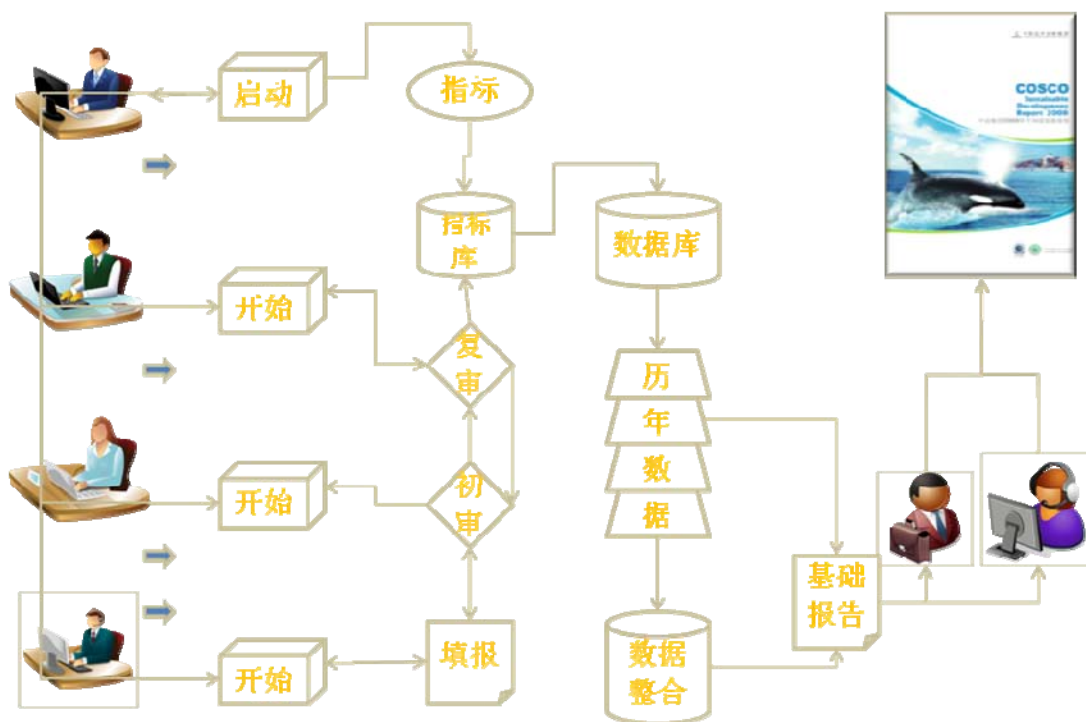 启动
指标
COSCO
Sustainable
Development
Report 2008
指标
库
数据库
开始
复
审
历
年
数
据
开始
初
审
基础
报告
填报
开始
数据
整合